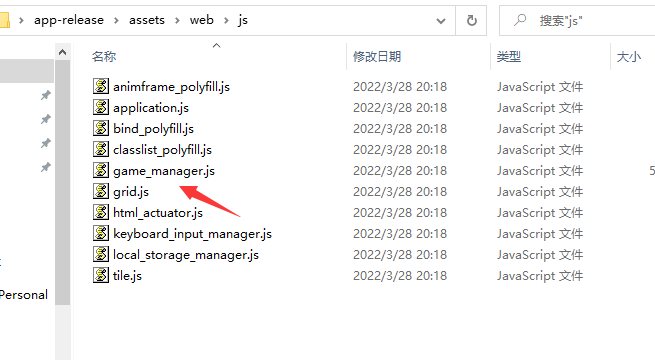 app-release > assets > web > js
搜索"js"
名称 修改日期 类型 大小
animframe_polyfill.js 2022/3/28 20:18 JavaScript 文件
application.js 2022/3/28 20:18 JavaScript 文件
bind_polyfill.js 2022/3/28 20:18 JavaScript 文件
classlist_polyfill.js 2022/3/28 20:18 JavaScript 文件
game_manager.js 2022/3/28 20:18 JavaScript 文件 5
grid.js 2022/3/28 20:18 JavaScript 文件
html_actuator.js 2022/3/28 20:18 JavaScript 文件
keyboard_input_manager.js 2022/3/28 20:18 JavaScript 文件
local_storage_manager.js 2022/3/28 20:18 JavaScript 文件
tile.js 2022/3/28 20:18 JavaScript 文件
Personal